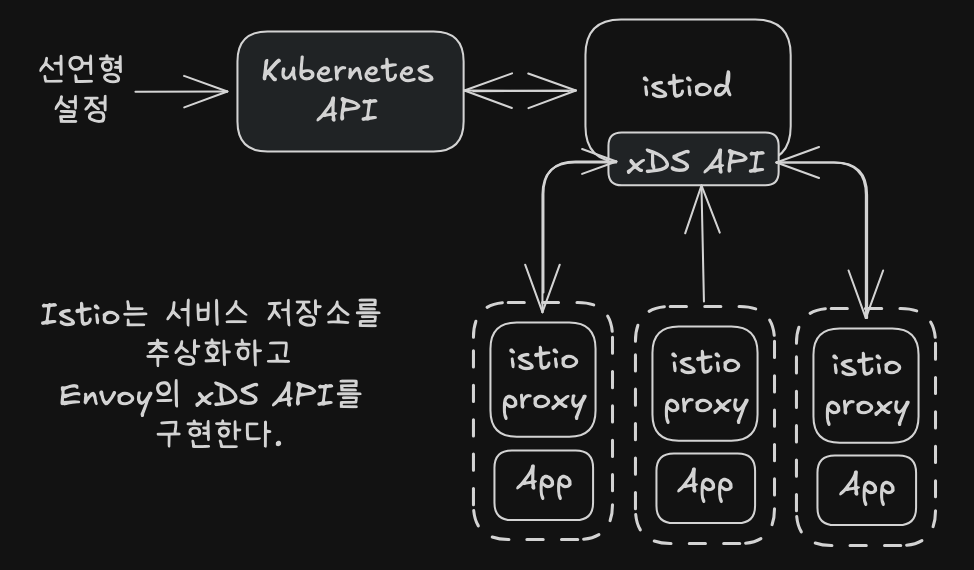 선언형
설정
Kubernetes
API
istiod
xDS API
Istio는 서비스 저장소를
추상화하고
Envoy의 xDS API를
구현한다.
istio
proxy
App
istio
proxy
App
istio
proxy
App